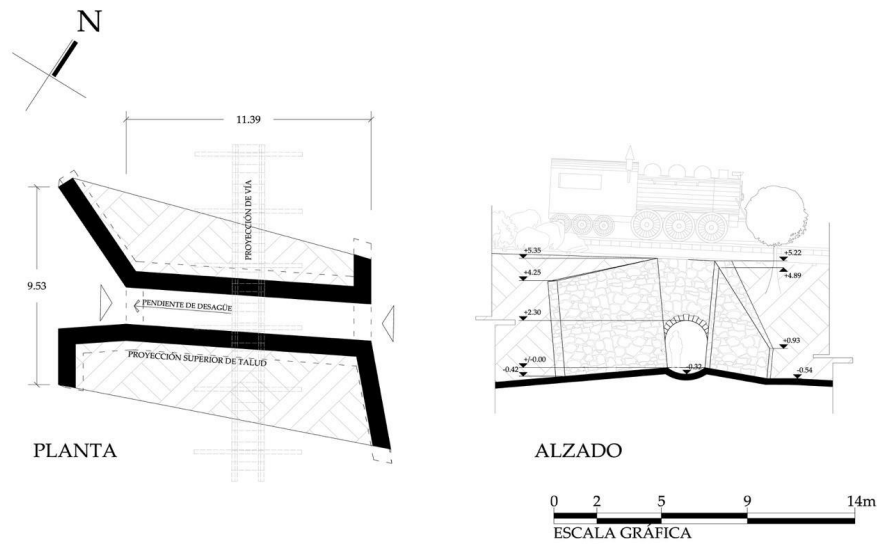 N
11.39
PROYECCIÓN DE VÍA
9.53
PENDIENTE DE DESAGÜE
PROYECCIÓN SUPERIOR DE TALUD
PLANTA
+5.35
+5.22
+4.25
+4.89
+2.30
+0.93
+/-0.00
-0.42
-0.32
-0.54
ALZADO
0 2 5 9 14m
ESCALA GRÁFICA